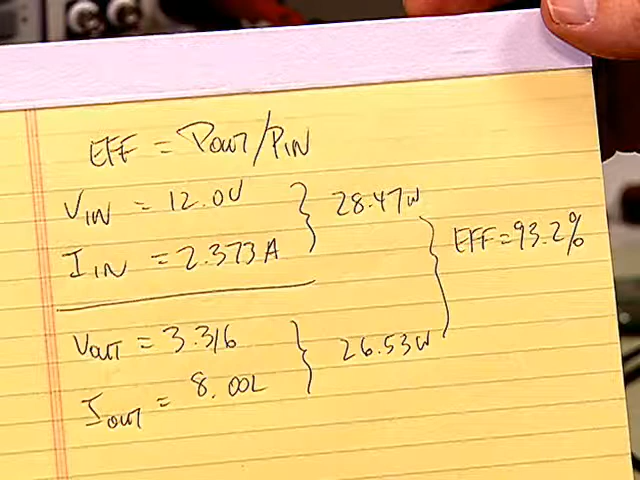 EFF = POUT/PIN
VIN = 12.0V } 28.47W
IIN = 2.373A
EFF=93.2%
VOUT = 3.316 } 26.53W
IOUT = 8.002